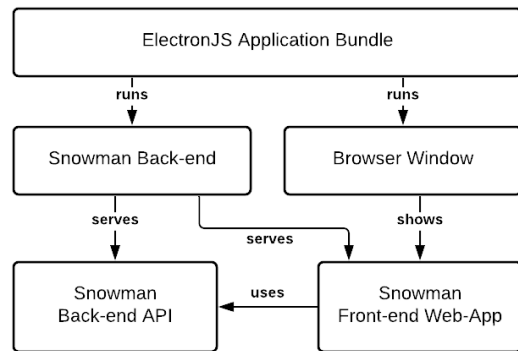 ElectronJS Application Bundle
runs
runs
Snowman Back-end
Browser Window
serves
serves
shows
Snowman
Back-end API
uses
Snowman
Front-end Web-App